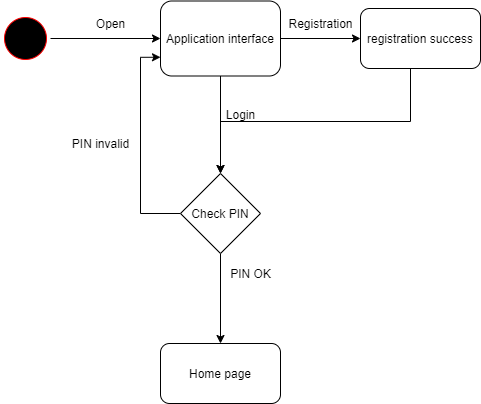 Open
Registration
Application interface
registration success
Login
PIN invalid
Check PIN
PIN OK
Home page